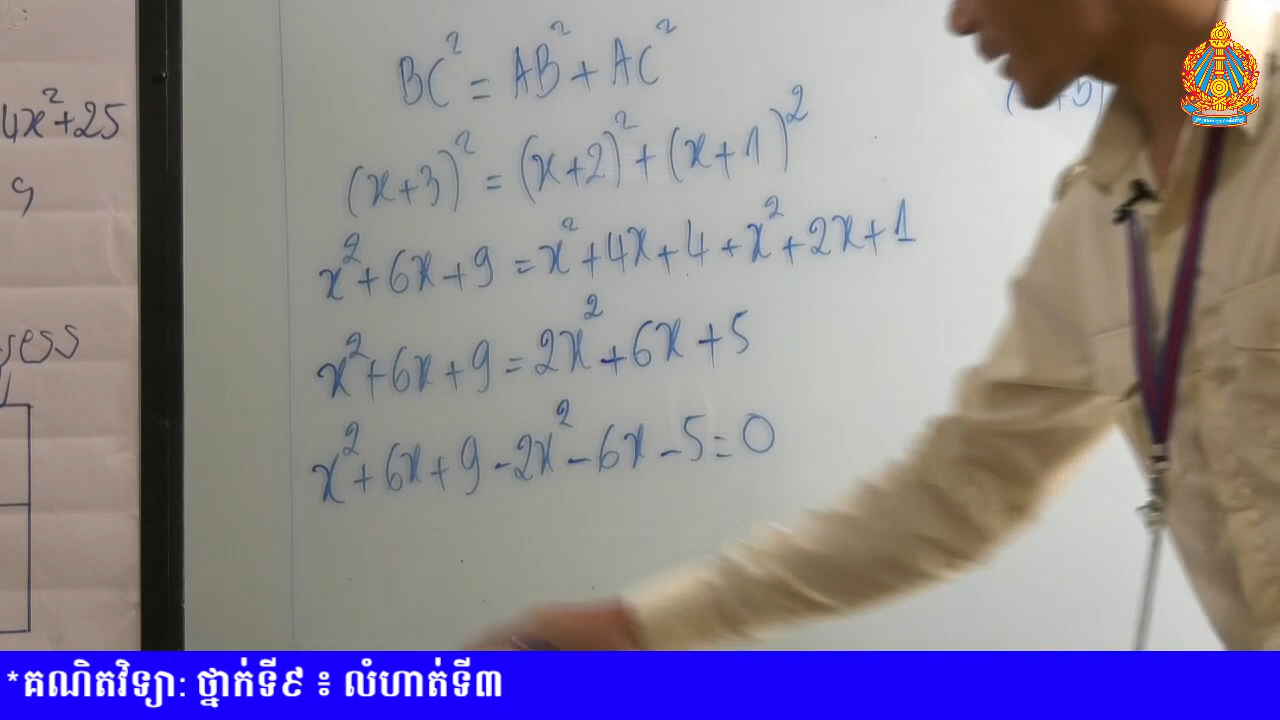 4x²+25
BC² = AB² + AC²
(x+3)² = (x+2)² + (x+1)²
x²+6x+9 = x²+4x+4+x²+2x+1
x²+6x+9 = 2x²+6x+5
x²+6x+9-2x²-6x-5=0
*គណិតវិទ្យា: ថ្នាក់ទី៩ ៖ លំហាត់ទី៣